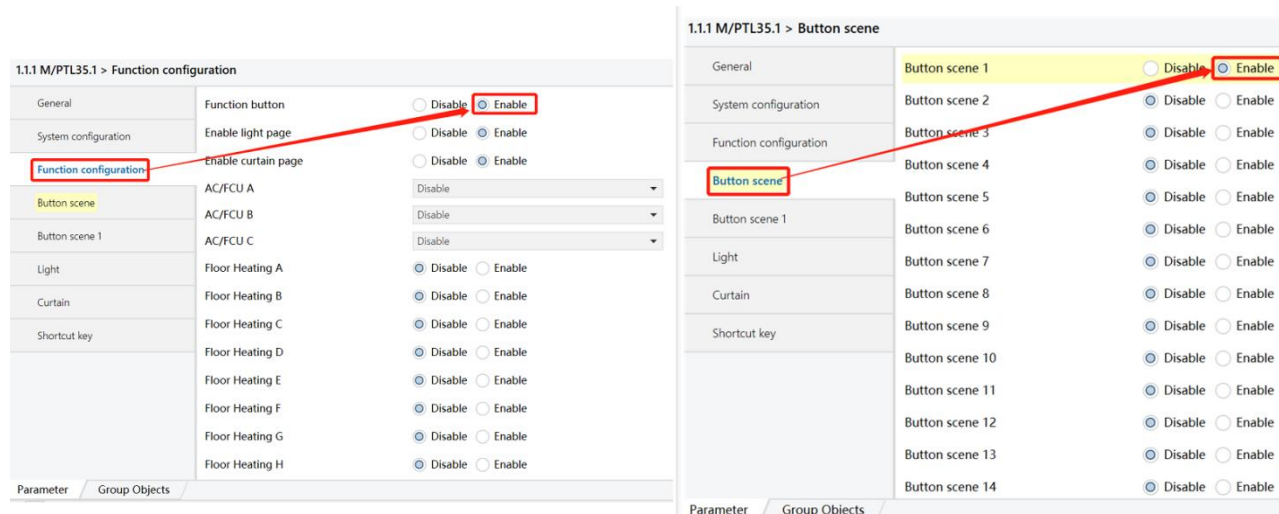 1.1.1 M/PTL35.1 > Function configuration
General
System configuration
Function configuration
Button scene
Button scene 1
Light
Curtain
Shortcut key
Function button Disable Enable
Enable light page Disable Enable
Enable curtain page Disable Enable
AC/FCU A Disable
AC/FCU B Disable
AC/FCU C Disable
Floor Heating A Disable Enable
Floor Heating B Disable Enable
Floor Heating C Disable Enable
Floor Heating D Disable Enable
Floor Heating E Disable Enable
Floor Heating F Disable Enable
Floor Heating G Disable Enable
Floor Heating H Disable Enable
Parameter Group Objects
1.1.1 M/PTL35.1 > Button scene
General
System configuration
Function configuration
Button scene
Button scene 1
Light
Curtain
Shortcut key
Button scene 1 Disable Enable
Button scene 2 Disable Enable
Button scene 3 Disable Enable
Button scene 4 Disable Enable
Button scene 5 Disable Enable
Button scene 6 Disable Enable
Button scene 7 Disable Enable
Button scene 8 Disable Enable
Button scene 9 Disable Enable
Button scene 10 Disable Enable
Button scene 11 Disable Enable
Button scene 12 Disable Enable
Button scene 13 Disable Enable
Button scene 14 Disable Enable
Parameter Group Objects